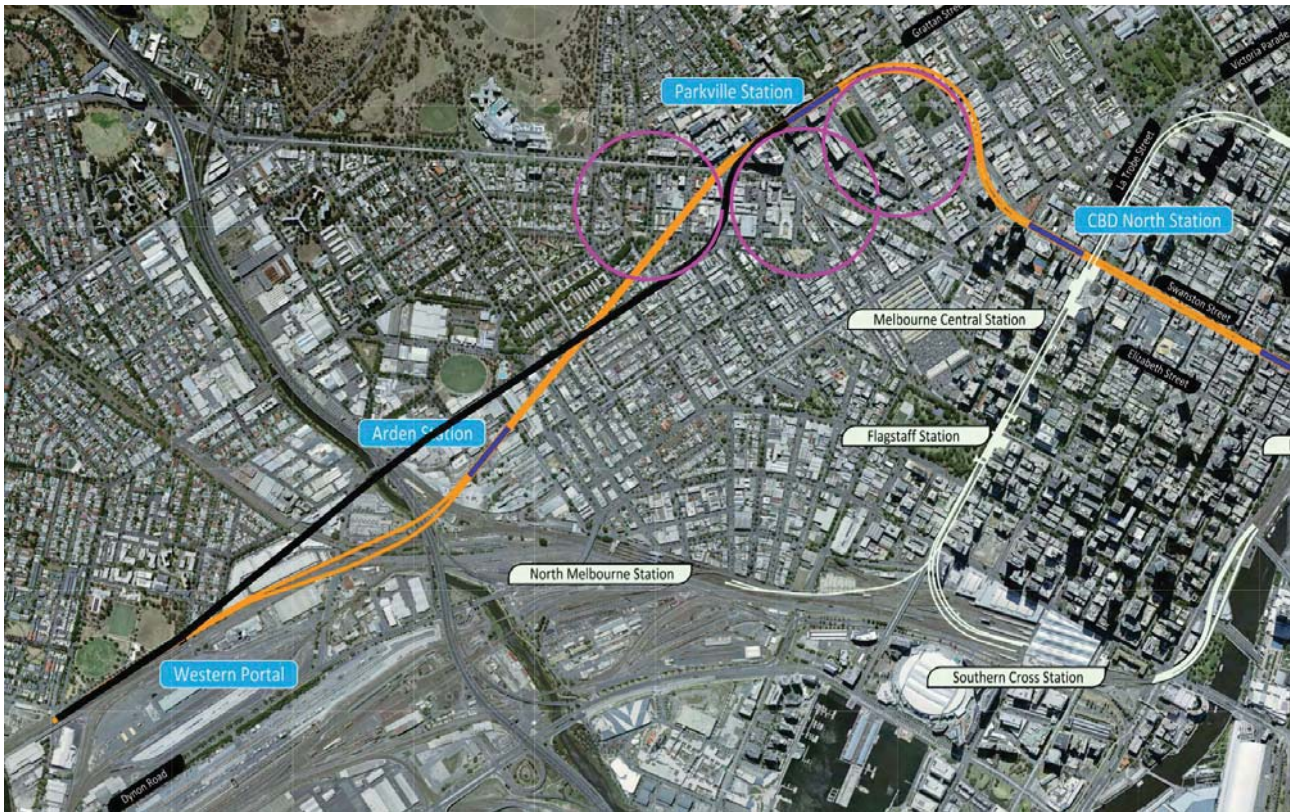 Grattan Street
Victoria Parade
Parkville Station
La Trobe Street
CBD North Station
Swanston Street
Melbourne Central Station
Elizabeth Street
Arden Station
Flagstaff Station
North Melbourne Station
Western Portal
Southern Cross Station
Dynon Road